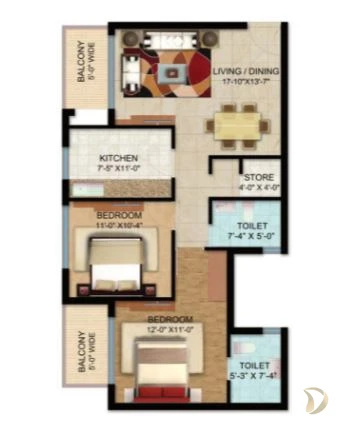 BALCONY
5'-0" WIDE
LIVING / DINING
17'-10"X13'-7"
KITCHEN
7'-5"X11'-0"
STORE
4'-0" X 4'-0"
BEDROOM
11'-0"X10'-4"
TOILET
7'-4" X 5'-0"
BEDROOM
12'-0"X11'-0"
BALCONY
5'-0" WIDE
TOILET
5'-3" X 7'-4"